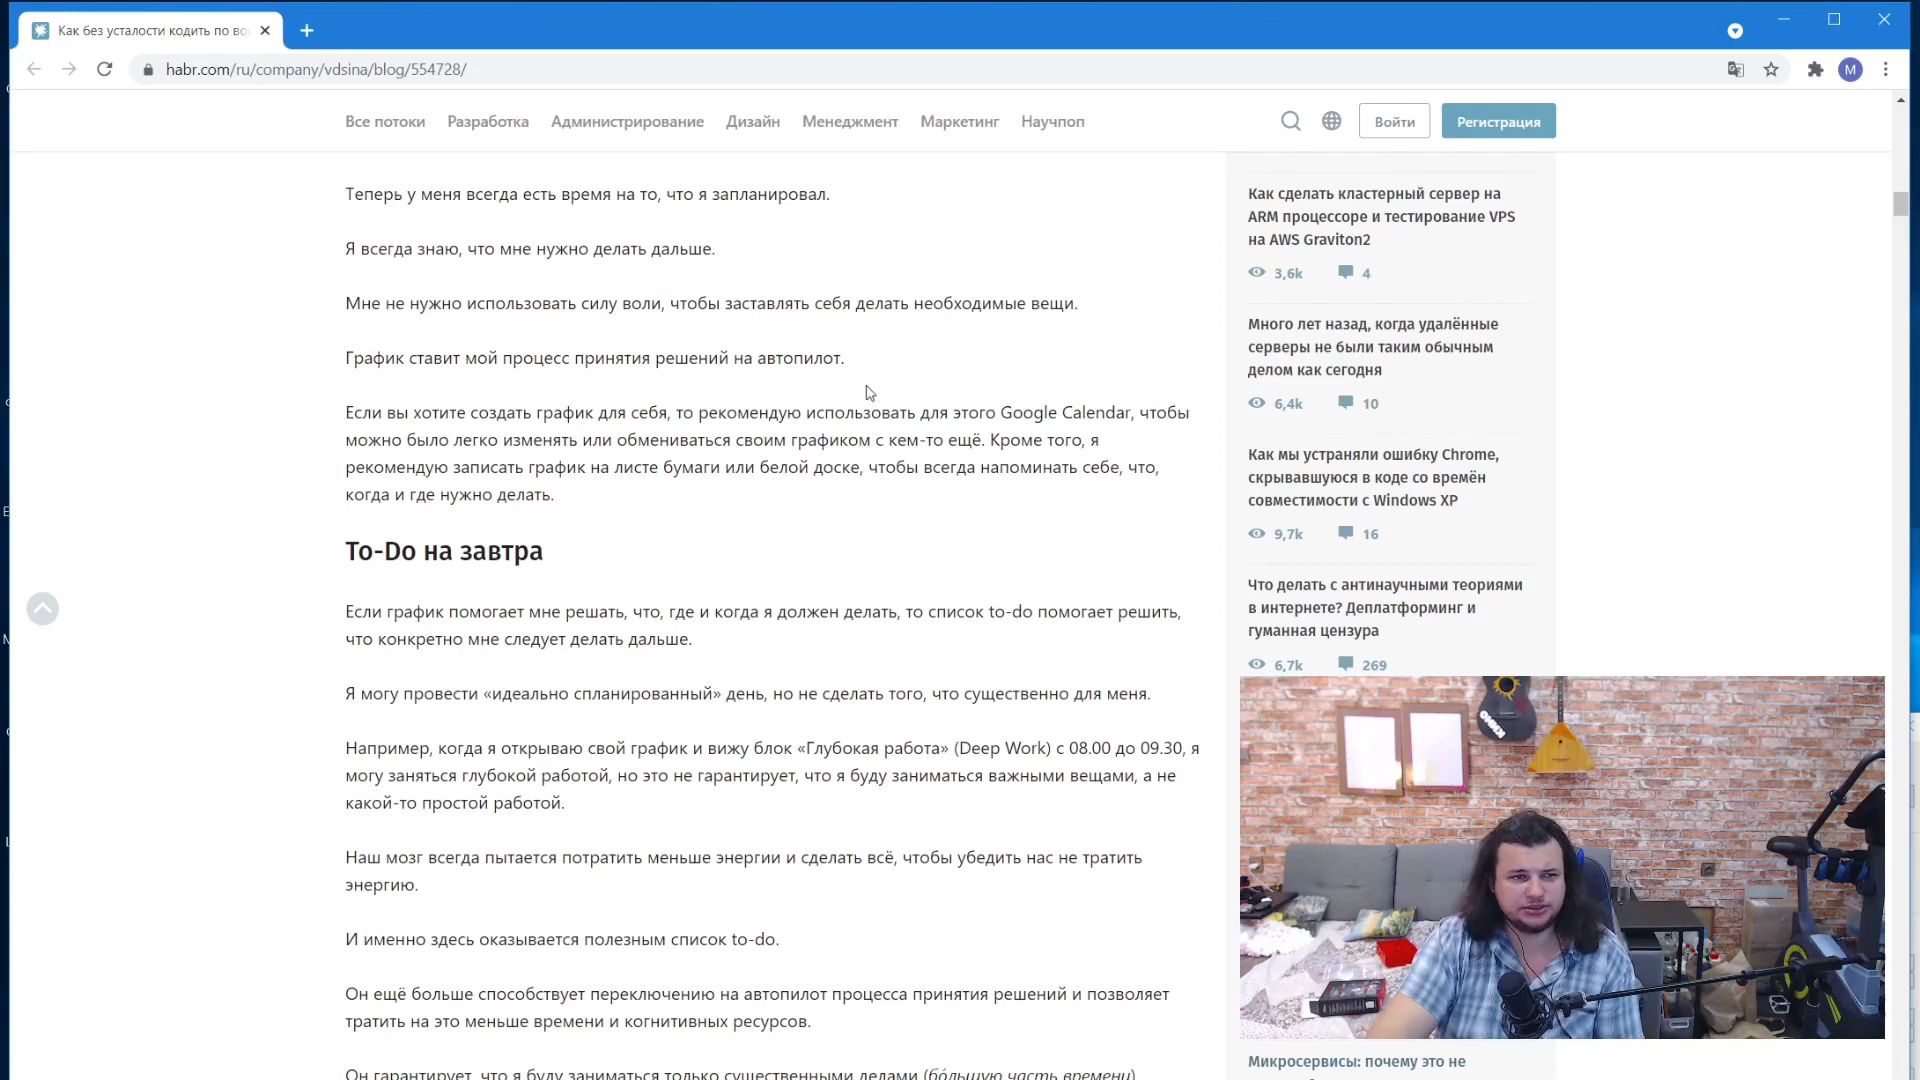 Как без усталости кодить по во
habr.com/ru/company/vdsina/blog/554728/
M
Все потоки Разработка Администрирование Дизайн Менеджмент Маркетинг Научпоп
Войти
Регистрация
Теперь у меня всегда есть время на то, что я запланировал.
Я всегда знаю, что мне нужно делать дальше.
Мне не нужно использовать силу воли, чтобы заставлять себя делать необходимые вещи.
График ставит мой процесс принятия решений на автопилот.
Если вы хотите создать график для себя, то рекомендую использовать для этого Google Calendar, чтобы
можно было легко изменять или обмениваться своим графиком с кем-то ещё. Кроме того, я
рекомендую записать график на листе бумаги или белой доске, чтобы всегда напоминать себе, что,
когда и где нужно делать.
To-Do на завтра
Если график помогает мне решать, что, где и когда я должен делать, то список to-do помогает решить,
что конкретно мне следует делать дальше.
Я могу провести «идеально спланированный» день, но не сделать того, что существенно для меня.
Например, когда я открываю свой график и вижу блок «Глубокая работа» (Deep Work) с 08.00 до 09.30, я
могу заняться глубокой работой, но это не гарантирует, что я буду заниматься важными вещами, а не
какой-то простой работой.
Наш мозг всегда пытается потратить меньше энергии и сделать всё, чтобы убедить нас не тратить
энергию.
И именно здесь оказывается полезным список to-do.
Он ещё больше способствует переключению на автопилот процесса принятия решений и позволяет
тратить на это меньше времени и когнитивных ресурсов.
Он гарантирует, что я буду заниматься только существенными делами (бо́льшую часть времени)
Как сделать кластерный сервер на
ARM процессоре и тестирование VPS
на AWS Graviton2
3,6k 4
Много лет назад, когда удалённые
серверы не были таким обычным
делом как сегодня
6,4k 10
Как мы устраняли ошибку Chrome,
скрывавшуюся в коде со времён
совместимости с Windows XP
9,7k 16
Что делать с антинаучными теориями
в интернете? Деплатформинг и
гуманная цензура
6,7k 269
Микросервисы: почему это не